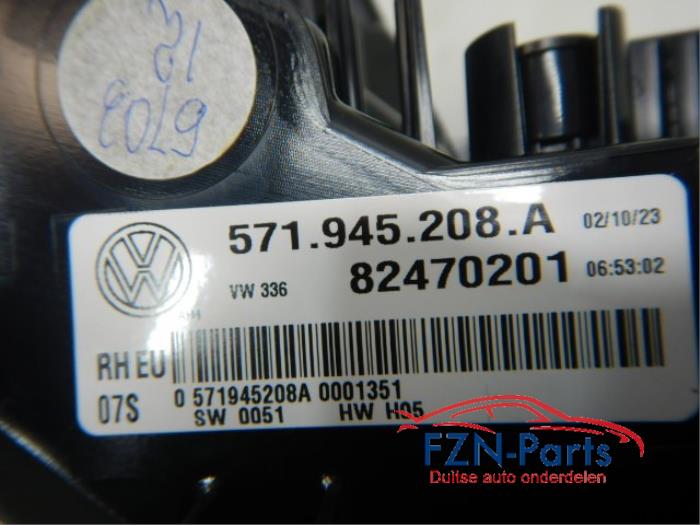 12
6703
571.945.208.A 02/10/23
VW 336 82470201 06:53:02
RH EU
07S 0 571945208A 0001351
SW 0051 HW H05
FZN-Parts
Duitse auto onderdelen